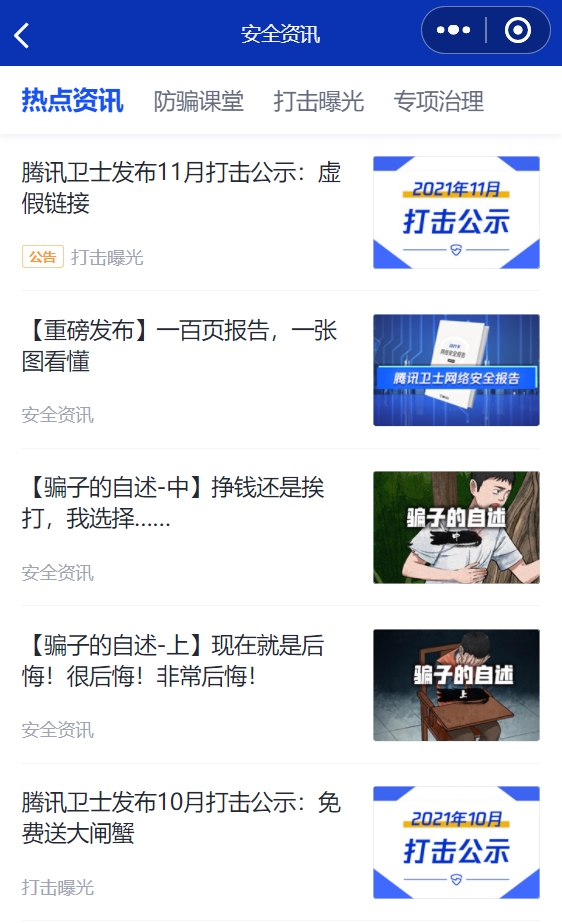 安全资讯
热点资讯 防骗课堂 打击曝光 专项治理
腾讯卫士发布11月打击公示：虚
假链接
公告 打击曝光
2021年11月
打击公示
【重磅发布】一百页报告，一张
图看懂
安全资讯
腾讯卫士网络安全报告
【骗子的自述-中】挣钱还是挨
打，我选择......
安全资讯
骗子的自述
中
【骗子的自述-上】现在就是后
悔！很后悔！非常后悔！
安全资讯
骗子的自述
上
腾讯卫士发布10月打击公示：免
费送大闸蟹
打击曝光
2021年10月
打击公示